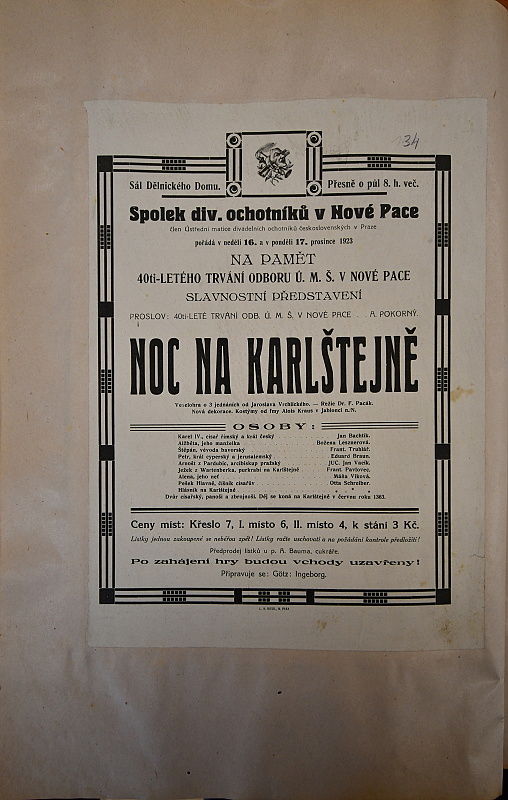 34
Sál Dělnického Domu. Přesně o půl 8. h. več.
Spolek div. ochotníků v Nové Pace
člen Ústřední matice divadelních ochotníků československých v Praze
pořádá v neděli 16. a v pondělí 17. prosince 1923
NA PAMĚT
40ti-LETÉHO TRVÁNÍ ODBORU Ú. M. Š. V NOVÉ PACE
SLAVNOSTNÍ PŘEDSTAVENÍ
PROSLOV: 40ti-LETÉ TRVÁNÍ ODB. Ú. M. Š. V NOVÉ PACE . . . A. POKORNÝ.
NOC NA KARLŠTEJNĚ
Veselohra o 3 jednáních od Jaroslava Vrchlického. — Režie Dr. F. Pacák.
Nová dekorace. Kostýmy od fmy Alois Kraus v Jablonci n./N.
OSOBY:
Karel IV., císař římský a král český Jan Bachtík.
Alžběta, jeho manželka Božena Lesznerová.
Štěpán, vévoda bavorský Frant. Truhlář.
Petr, král cyperský a jerusalemský Eduard Braun.
Arnošt z Pardubic, arcibiskup pražský JUC. Jan Vacík.
Ješek z Wartenberka, purkrabí na Karlštejně Frant. Pavlovec.
Alena, jeho neť Máňa Vlková.
Pešek Hlavně, číšník císařův Otta Schreiber.
Hlásník na Karlštejně * * *
Dvůr císařský, panoši a zbrojnoši. Děj se koná na Karlštejně v červnu roku 1363.
Ceny míst: Křeslo 7, I. místo 6, II. místo 4, k stání 3 Kč.
Lístky jednou zakoupené se neberou zpět! Lístky račte uschovati a na požádání kontrole předložiti!
Předprodej lístků u p. A. Bauma, cukráře.
Po zahájení hry budou vchody uzavřeny!
Připravuje se: Götz: Ingeborg.